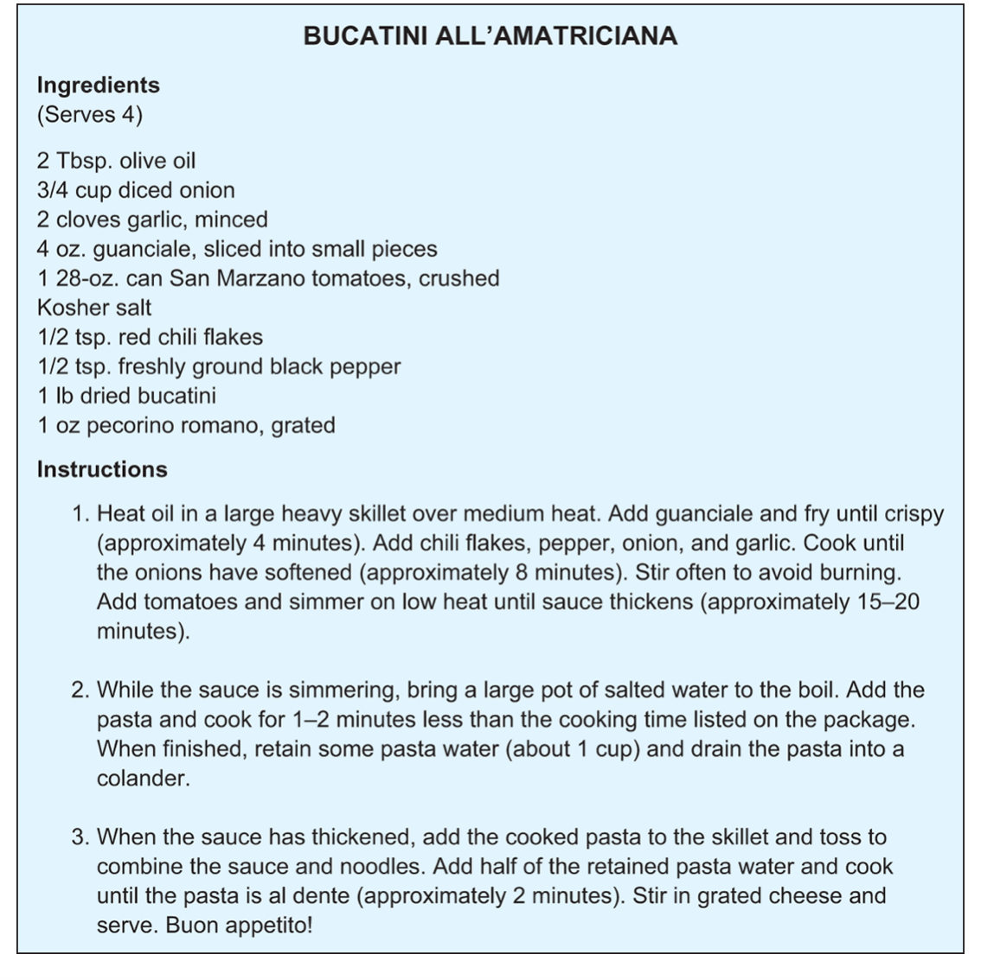 BUCATINI ALL’AMATRICIANA
Ingredients
(Serves 4)
2 Tbsp. olive oil
3/4 cup diced onion
2 cloves garlic, minced
4 oz. guanciale, sliced into small pieces
1 28-oz. can San Marzano tomatoes, crushed
Kosher salt
1/2 tsp. red chili flakes
1/2 tsp. freshly ground black pepper
1 lb dried bucatini
1 oz pecorino romano, grated
Instructions
1. Heat oil in a large heavy skillet over medium heat. Add guanciale and fry until crispy
(approximately 4 minutes). Add chili flakes, pepper, onion, and garlic. Cook until
the onions have softened (approximately 8 minutes). Stir often to avoid burning.
Add tomatoes and simmer on low heat until sauce thickens (approximately 15–20
minutes).
2. While the sauce is simmering, bring a large pot of salted water to the boil. Add the
pasta and cook for 1–2 minutes less than the cooking time listed on the package.
When finished, retain some pasta water (about 1 cup) and drain the pasta into a
colander.
3. When the sauce has thickened, add the cooked pasta to the skillet and toss to
combine the sauce and noodles. Add half of the retained pasta water and cook
until the pasta is al dente (approximately 2 minutes). Stir in grated cheese and
serve. Buon appetito!